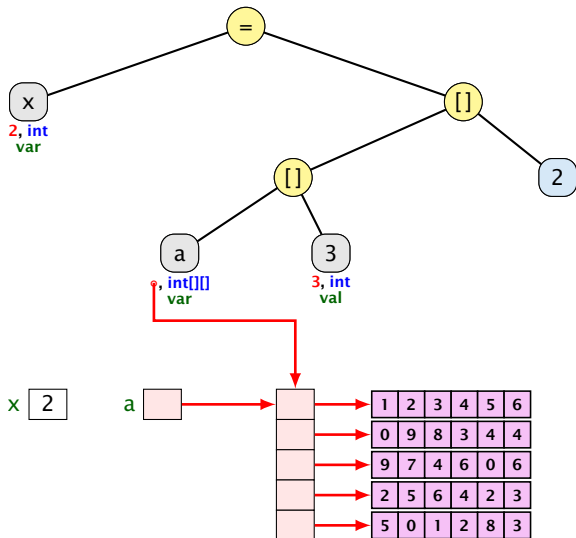 =
x
[]
2, int
var
[]
2
a
3
, int[][]
var
3, int
val
x 2 a
1 2 3 4 5 6
0 9 8 3 4 4
9 7 4 6 0 6
2 5 6 4 2 3
5 0 1 2 8 3